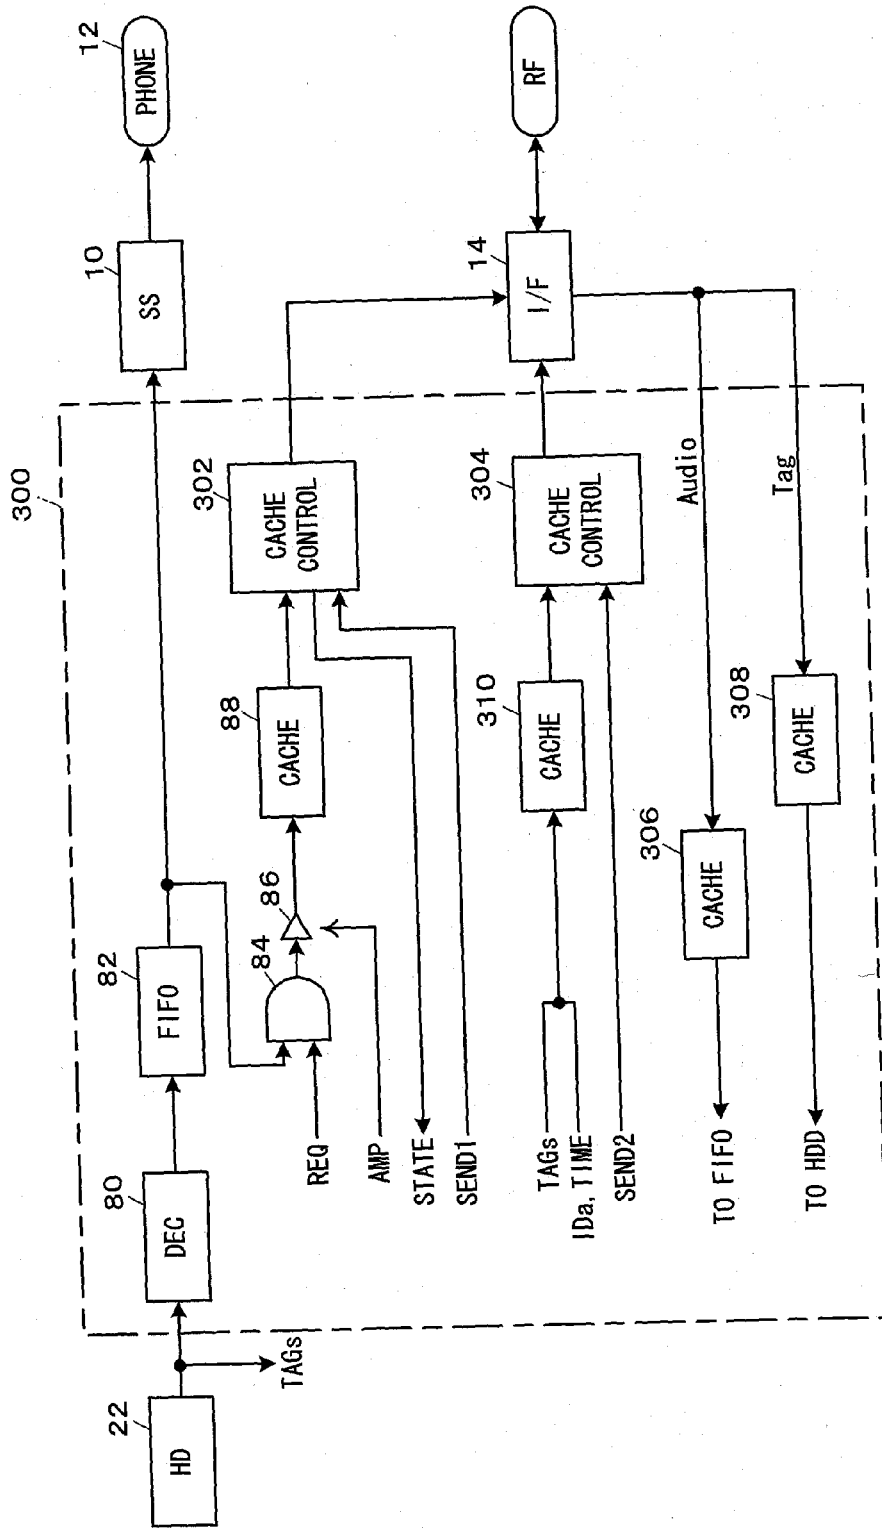 300
22
HD
TAGs
80
DEC
82
FIFO
10
SS
12
PHONE
REQ
AMP
STATE
SEND1
84
86
88
CACHE
302
CACHE
CONTROL
TAGs
IDa, TIME
SEND2
310
CACHE
304
CACHE
CONTROL
14
I/F
RF
TO FIFO
306
CACHE
Audio
TO HDD
308
CACHE
Tag